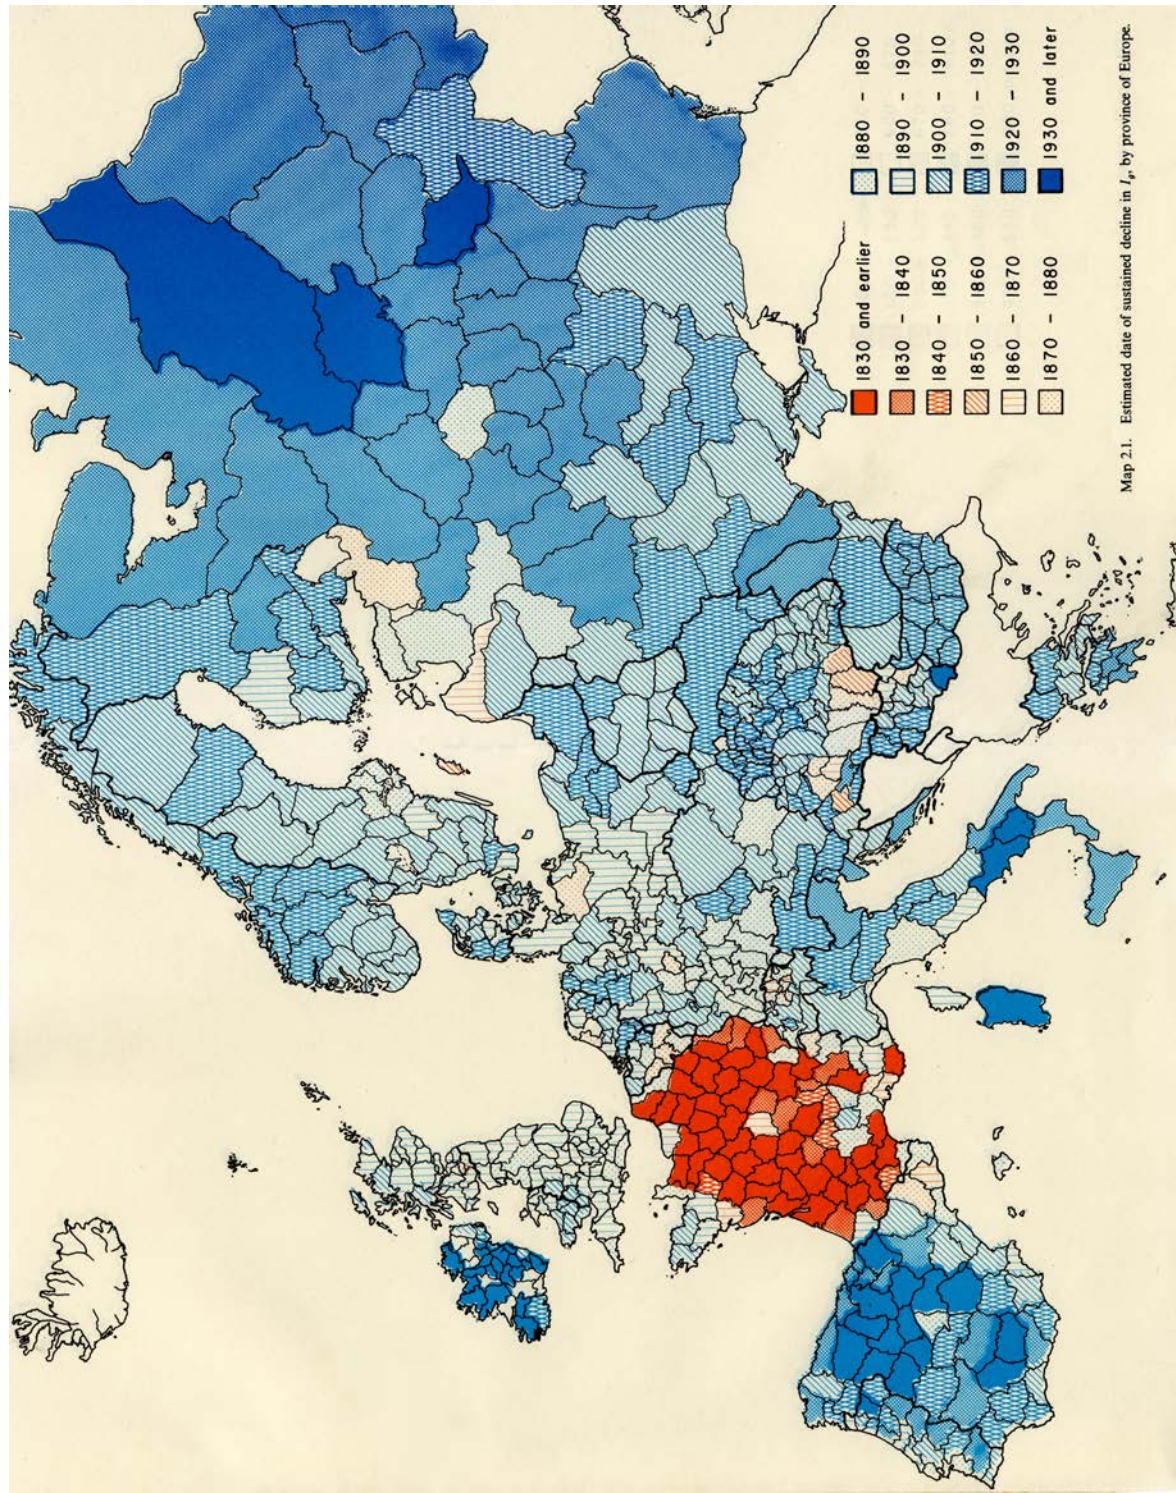 1830 and earlier
1830 - 1840
1840 - 1850
1850 - 1860
1860 - 1870
1870 - 1880
1880 - 1890
1890 - 1900
1900 - 1910
1910 - 1920
1920 - 1930
1930 and later
Map 2.1. Estimated date of sustained decline in I_g, by province of Europe.